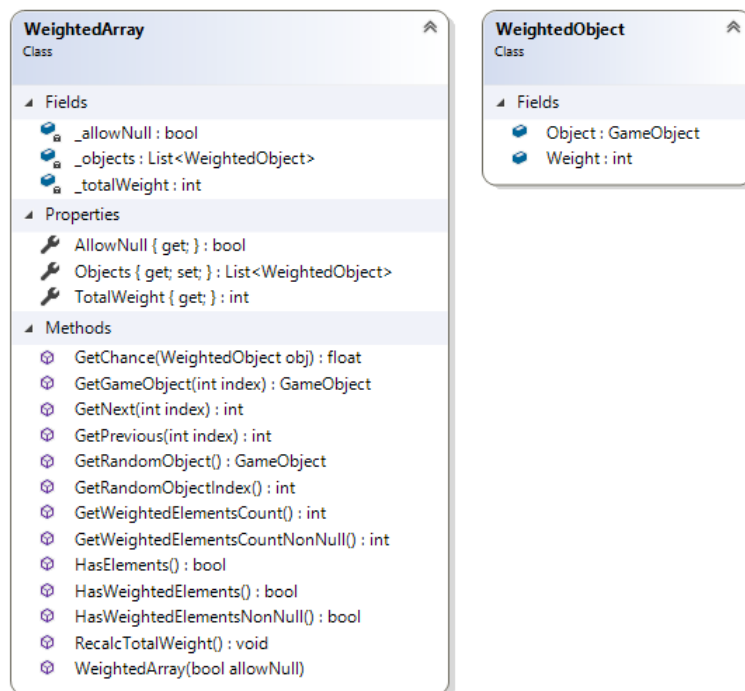 WeightedArray
Class
Fields
_allowNull : bool
_objects : List<WeightedObject>
_totalWeight : int
Properties
AllowNull { get; } : bool
Objects { get; set; } : List<WeightedObject>
TotalWeight { get; } : int
Methods
GetChance(WeightedObject obj) : float
GetGameObject(int index) : GameObject
GetNext(int index) : int
GetPrevious(int index) : int
GetRandomObject() : GameObject
GetRandomObjectIndex() : int
GetWeightedElementsCount() : int
GetWeightedElementsCountNonNull() : int
HasElements() : bool
HasWeightedElements() : bool
HasWeightedElementsNonNull() : bool
RecalcTotalWeight() : void
WeightedArray(bool allowNull)
WeightedObject
Class
Fields
Object : GameObject
Weight : int